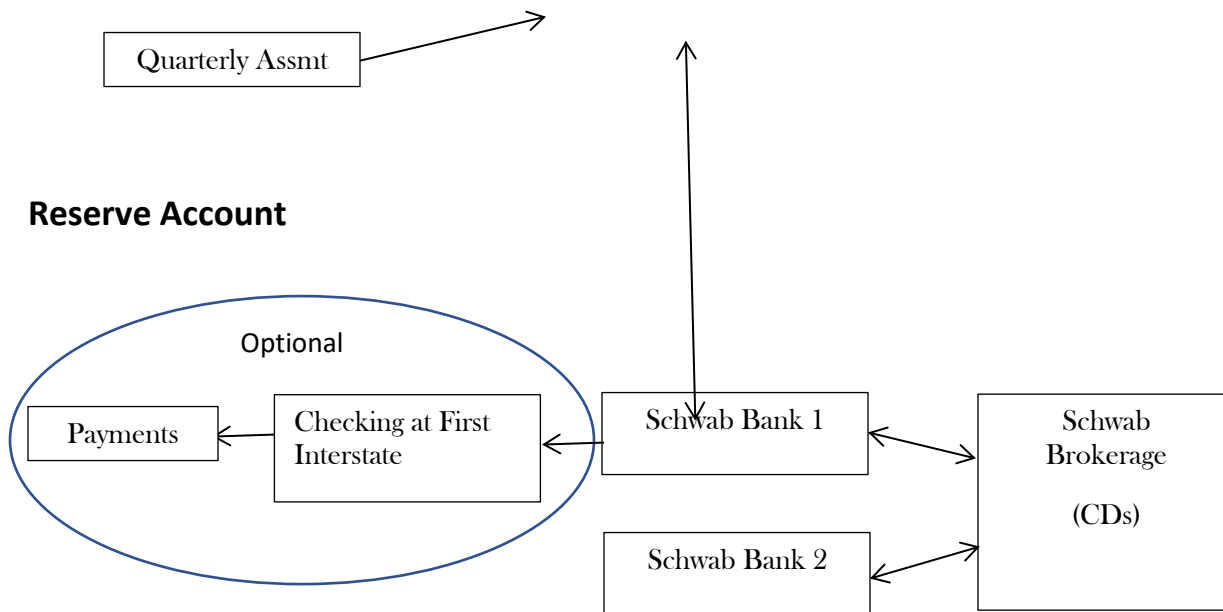 Quarterly Assmt
Reserve Account
Optional
Payments
Checking at First
Interstate
Schwab Bank 1
Schwab
Brokerage
(CDs)
Schwab Bank 2